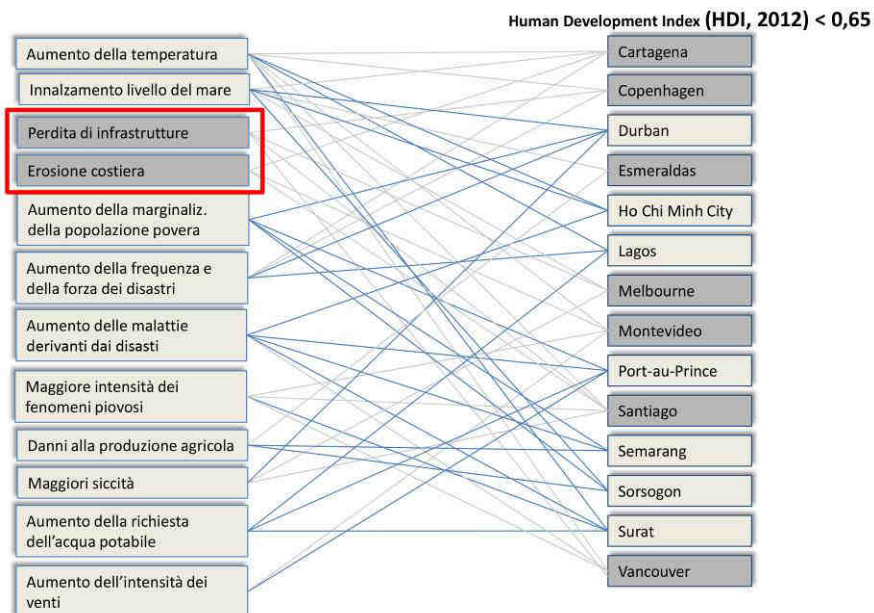 Human Development Index (HDI, 2012) < 0,65
Aumento della temperatura
Innalzamento livello del mare
Perdita di infrastrutture
Erosione costiera
Aumento della marginaliz.
della popolazione povera
Aumento della frequenza e
della forza dei disastri
Aumento delle malattie
derivanti dai disasti
Maggiore intensità dei
fenomeni piovosi
Danni alla produzione agricola
Maggiori siccità
Aumento della richiesta
dell'acqua potabile
Aumento dell'intensità dei
venti
Cartagena
Copenhagen
Durban
Esmeraldas
Ho Chi Minh City
Lagos
Melbourne
Montevideo
Port-au-Prince
Santiago
Semarang
Sorsogon
Surat
Vancouver